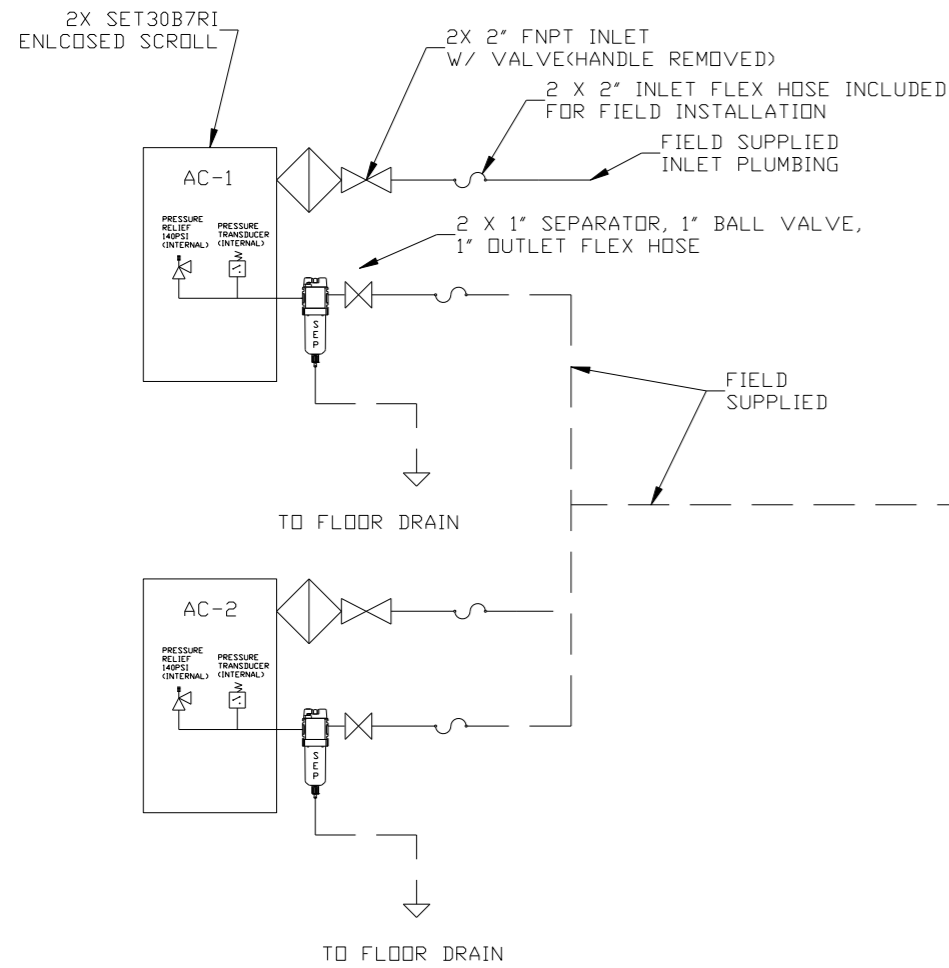 2X SET30B7RI
ENLCOSED SCROLL
2X 2" FNPT INLET
W/ VALVE(HANDLE REMOVED)
2 X 2" INLET FLEX HOSE INCLUDED
FOR FIELD INSTALLATION
FIELD SUPPLIED
INLET PLUMBING
AC-1
PRESSURE
RELIEF
140PSI
(INTERNAL)
PRESSURE
TRANSDUCER
(INTERNAL)
2 X 1" SEPARATOR, 1" BALL VALVE,
1" OUTLET FLEX HOSE
SEP
FIELD
SUPPLIED
TO FLOOR DRAIN
AC-2
PRESSURE
RELIEF
140PSI
(INTERNAL)
PRESSURE
TRANSDUCER
(INTERNAL)
SEP
TO FLOOR DRAIN